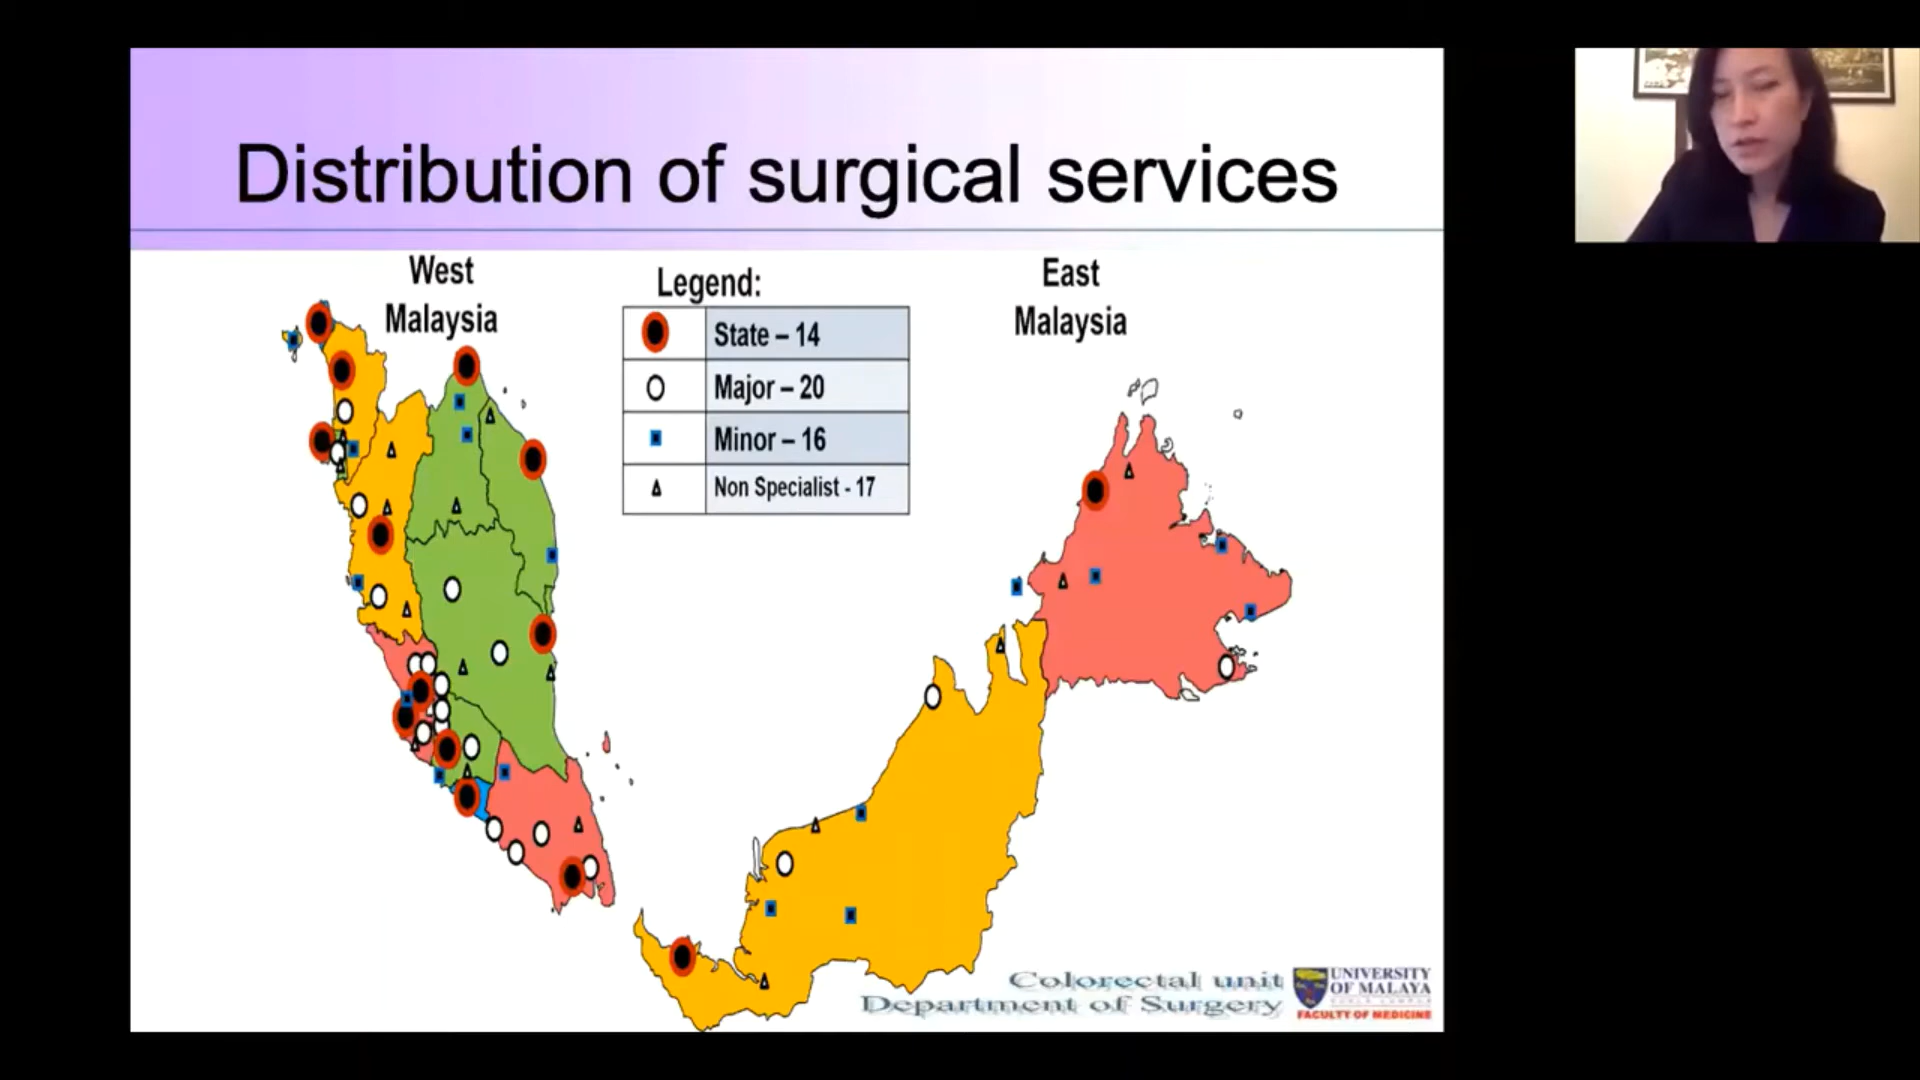 Distribution of surgical services
West
Malaysia
Legend:
State – 14
Major – 20
Minor – 16
Non Specialist - 17
East
Malaysia
Colorectal unit
Department of Surgery
UNIVERSITY
OF MALAYA
FACULTY OF MEDICINE